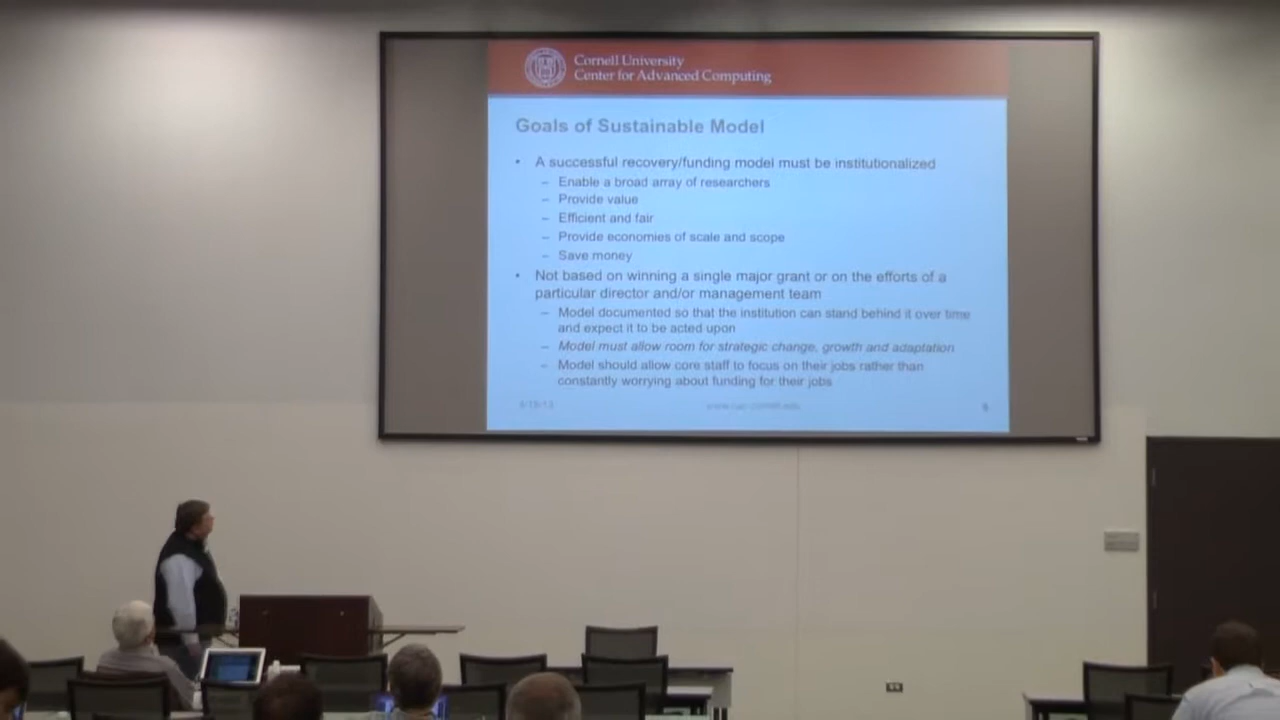 Cornell University
Center for Advanced Computing
Goals of Sustainable Model
• A successful recovery/funding model must be institutionalized
– Enable a broad array of researchers
– Provide value
– Efficient and fair
– Provide economies of scale and scope
– Save money
• Not based on winning a single major grant or on the efforts of a
particular director and/or management team
– Model documented so that the institution can stand behind it over time
and expect it to be acted upon
– Model must allow room for strategic change, growth and adaptation
– Model should allow core staff to focus on their jobs rather than
constantly worrying about funding for their jobs